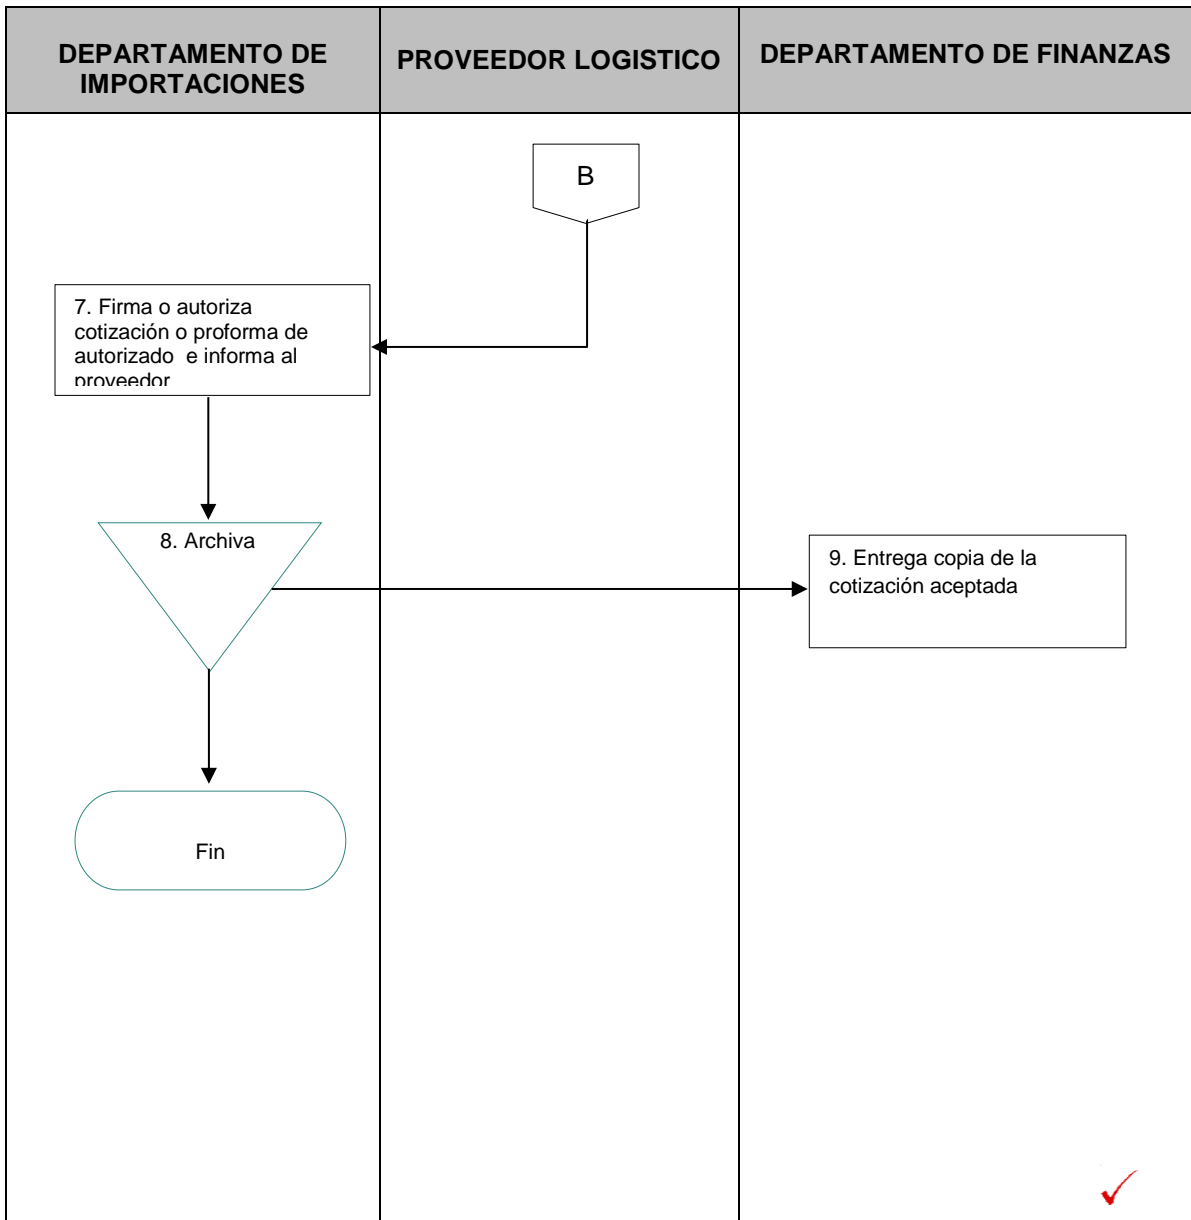 DEPARTAMENTO DE
IMPORTACIONES
PROVEEDOR LOGISTICO
DEPARTAMENTO DE FINANZAS
B
7. Firma o autoriza
cotización o proforma de
autorizado e informa al
proveedor
8. Archiva
9. Entrega copia de la
cotización aceptada
Fin